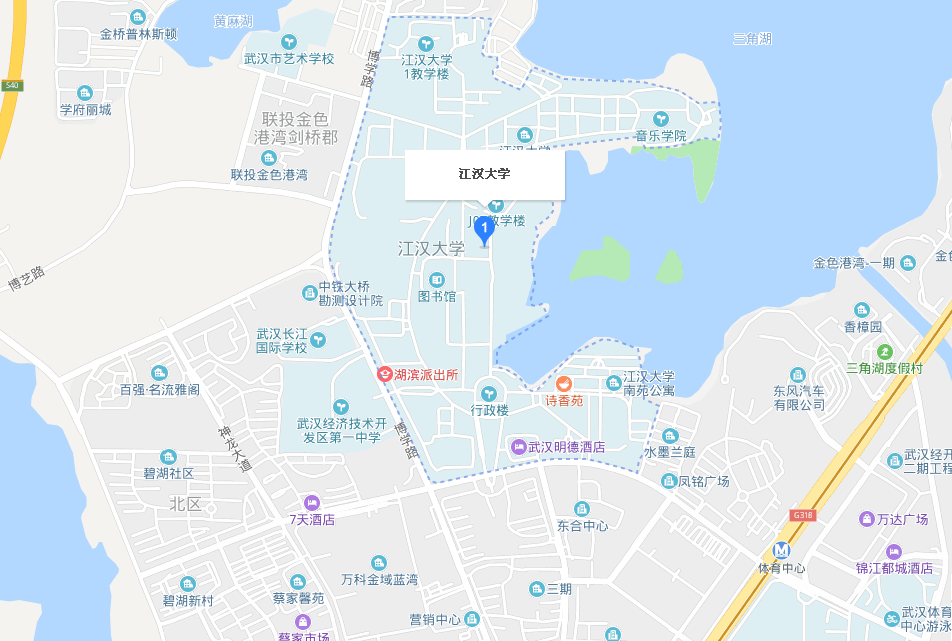 金桥普林斯顿
黄麻湖
武汉市艺术学校
博学路
江汉大学
1教学楼
三角湖
S40
学府丽城
联投金色
港湾剑桥郡
音乐学院
江汉大学
联投金色港湾
江汉大学
教学楼
1
江汉大学
博艺路
金色港湾-一期
图书馆
中铁大桥
勘测设计院
香樟园
武汉长江
国际学校
三角湖度假村
百强·名流雅阁
湖滨派出所
江汉大学
南苑公寓
东风汽车
有限公司
诗香苑
行政楼
武汉经济技术开
发区第一中学
博学路
神龙大道
武汉明德酒店
水墨兰庭
武汉经开
二期工程
碧湖社区
凤铭广场
北区
7天酒店
G318
万达广场
东合中心
M
体育中心
锦江都城酒店
万科金域蓝湾
碧湖新村
蔡家馨苑
三期
营销中心
武汉体育
中心游泳
蔡家市场